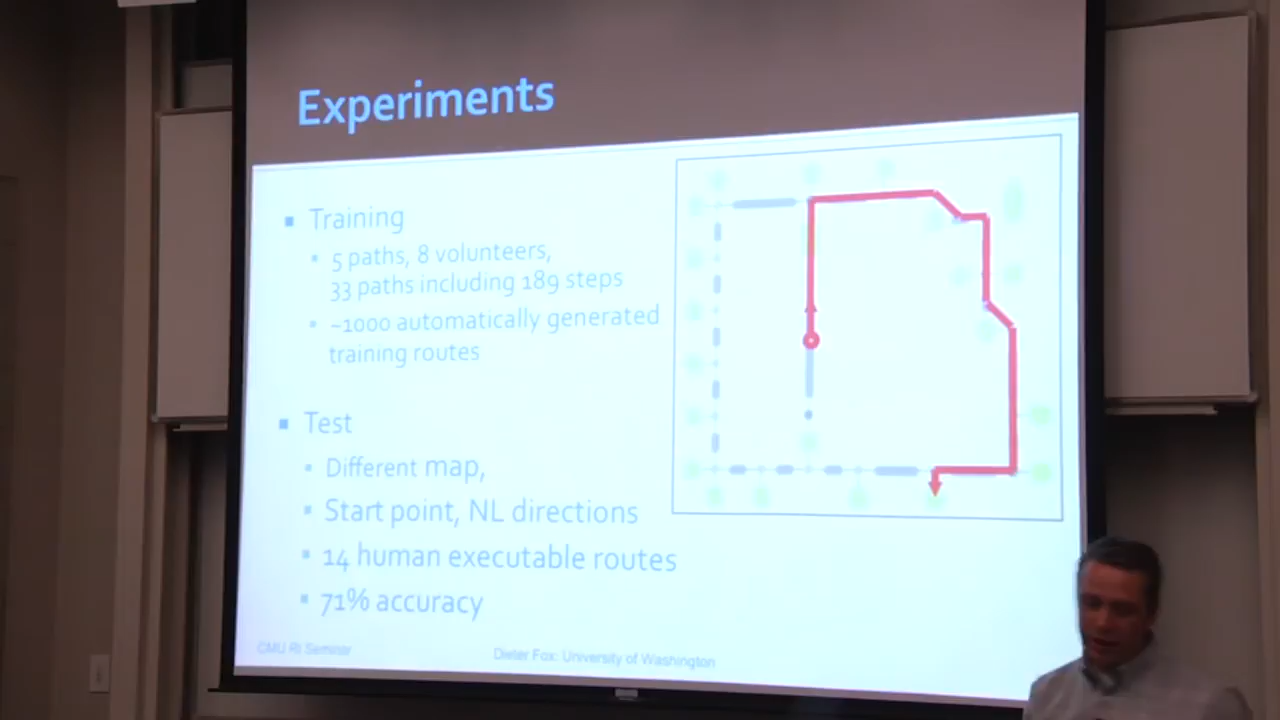 Experiments
Training
5 paths, 8 volunteers,
33 paths including 189 steps
~1000 automatically generated
training routes
Test
Different map,
Start point, NL directions
14 human executable routes
71% accuracy
CMU RI Seminar
Dieter Fox: University of Washington